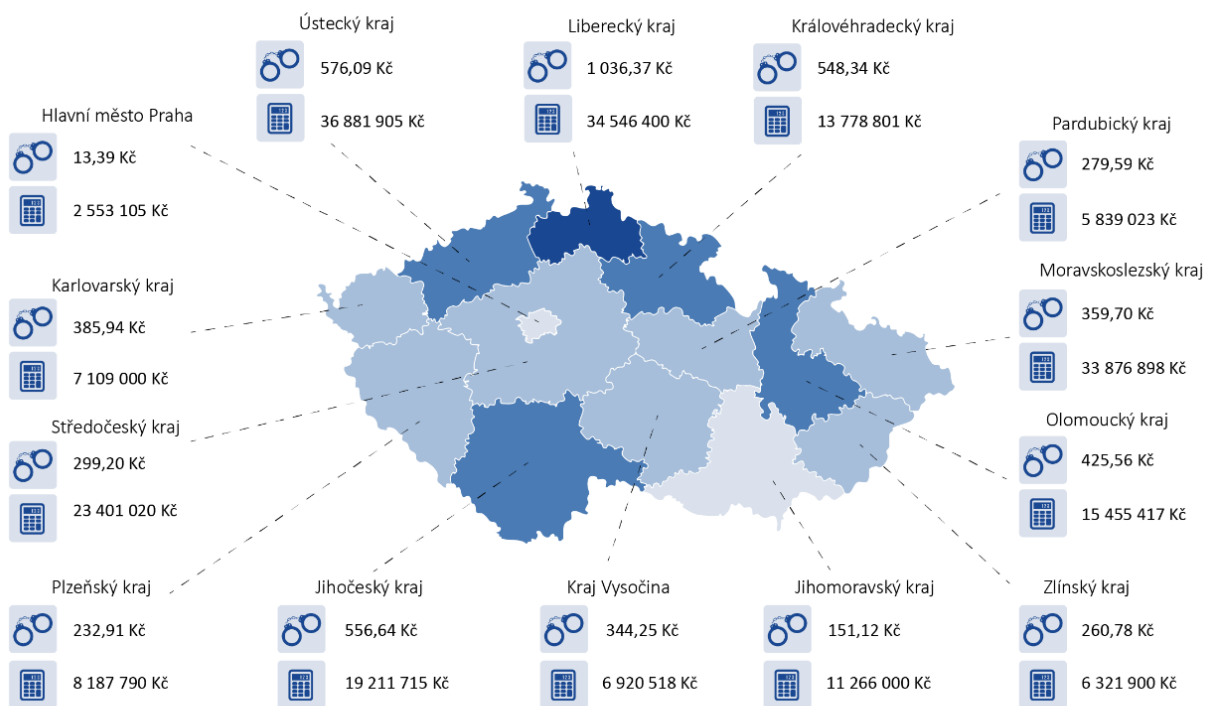 Ústecký kraj
576,09 Kč
36 881 905 Kč
Liberecký kraj
1 036,37 Kč
34 546 400 Kč
Královéhradecký kraj
548,34 Kč
13 778 801 Kč
Hlavní město Praha
13,39 Kč
2 553 105 Kč
Pardubický kraj
279,59 Kč
5 839 023 Kč
Karlovarský kraj
385,94 Kč
7 109 000 Kč
Moravskoslezský kraj
359,70 Kč
33 876 898 Kč
Středočeský kraj
299,20 Kč
23 401 020 Kč
Olomoucký kraj
425,56 Kč
15 455 417 Kč
Plzeňský kraj
232,91 Kč
8 187 790 Kč
Jihočeský kraj
556,64 Kč
19 211 715 Kč
Kraj Vysočina
344,25 Kč
6 920 518 Kč
Jihomoravský kraj
151,12 Kč
11 266 000 Kč
Zlínský kraj
260,78 Kč
6 321 900 Kč